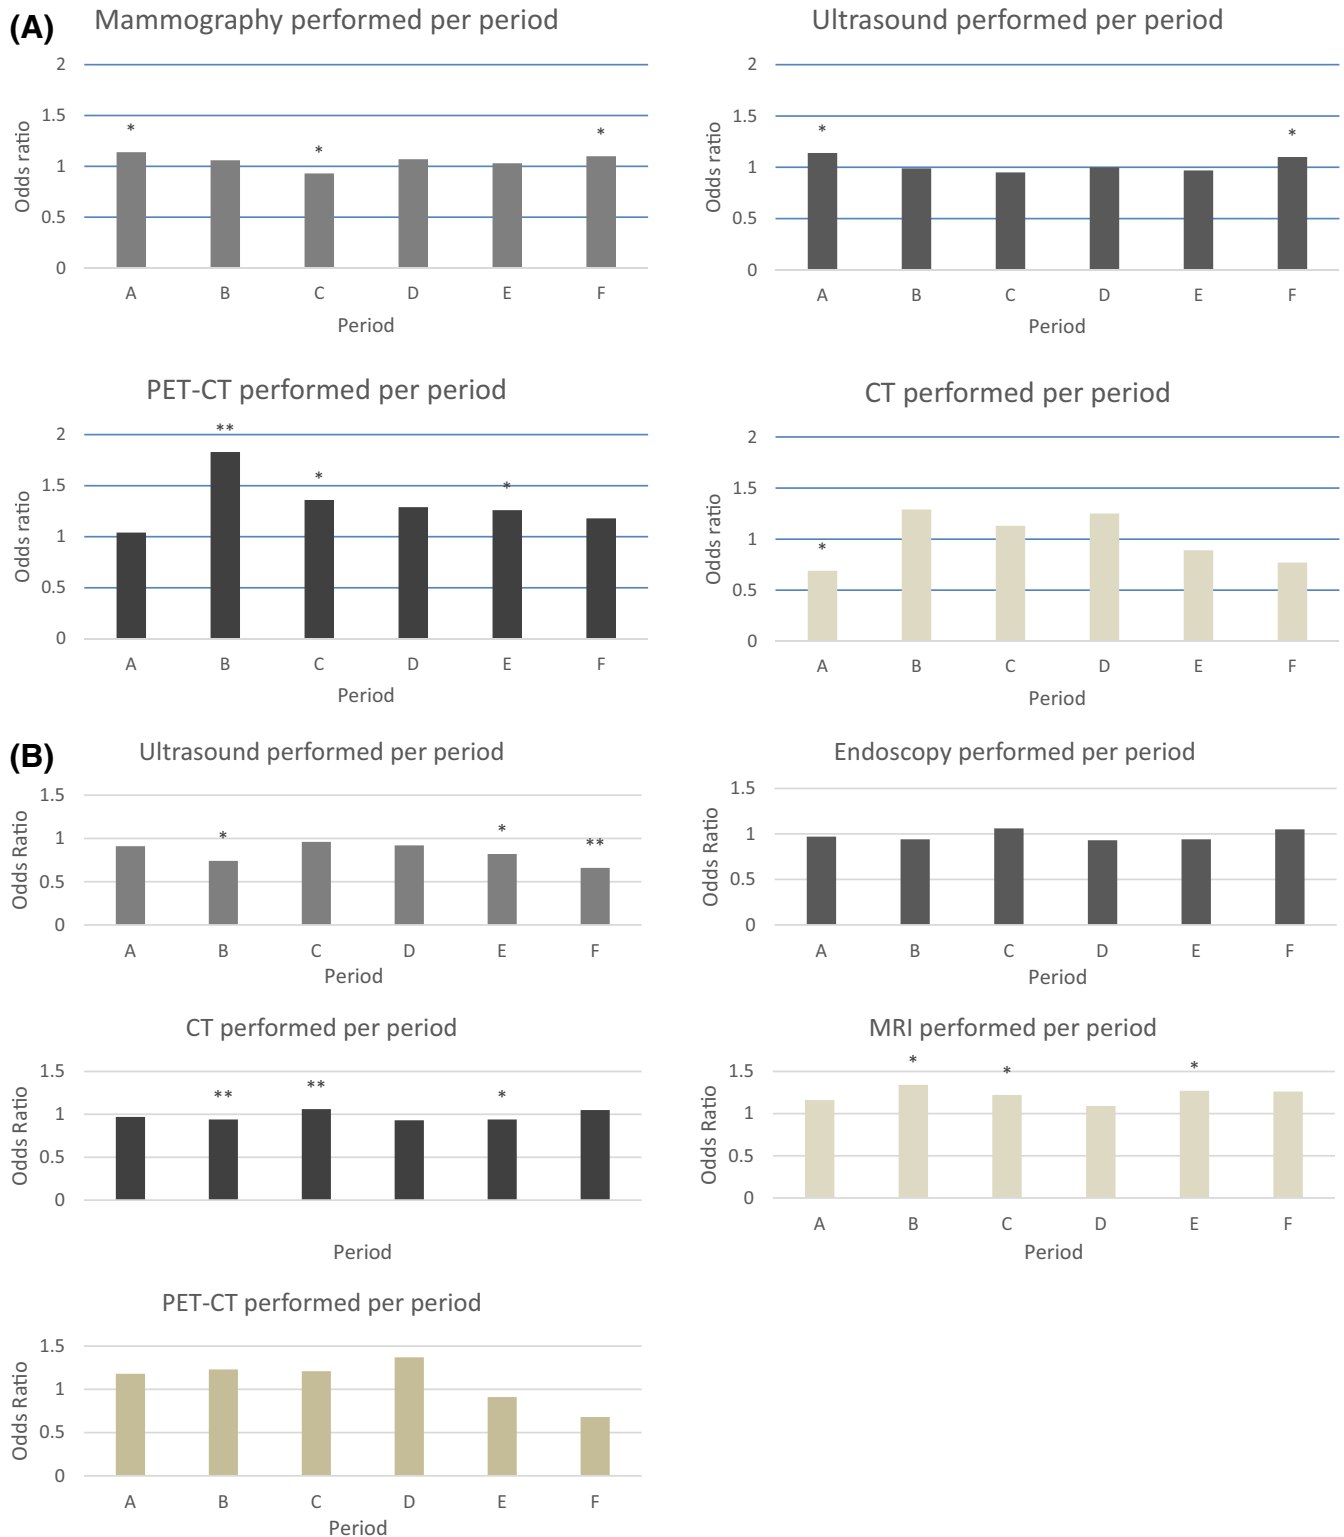 (A)
Mammography performed per period
2
1.5
1
0.5
0
Odds ratio
* * *
A B C D E F
Period
Ultrasound performed per period
2
1.5
1
0.5
0
Odds ratio
* *
A B C D E F
Period
PET-CT performed per period
2
1.5
1
0.5
0
Odds ratio
** * *
A B C D E F
Period
CT performed per period
2
1.5
1
0.5
0
Odds ratio
*
A B C D E F
Period
(B)
Ultrasound performed per period
1.5
1
0.5
0
Odds Ratio
* * **
A B C D E F
Period
Endoscopy performed per period
1.5
1
0.5
0
Odds Ratio
A B C D E F
Period
CT performed per period
1.5
1
0.5
0
Odds Ratio
** ** *
Period
MRI performed per period
1.5
1
0.5
0
Odds Ratio
* * *
A B C D E F
Period
PET-CT performed per period
1.5
1
0.5
0
Odds Ratio
A B C D E F
Period